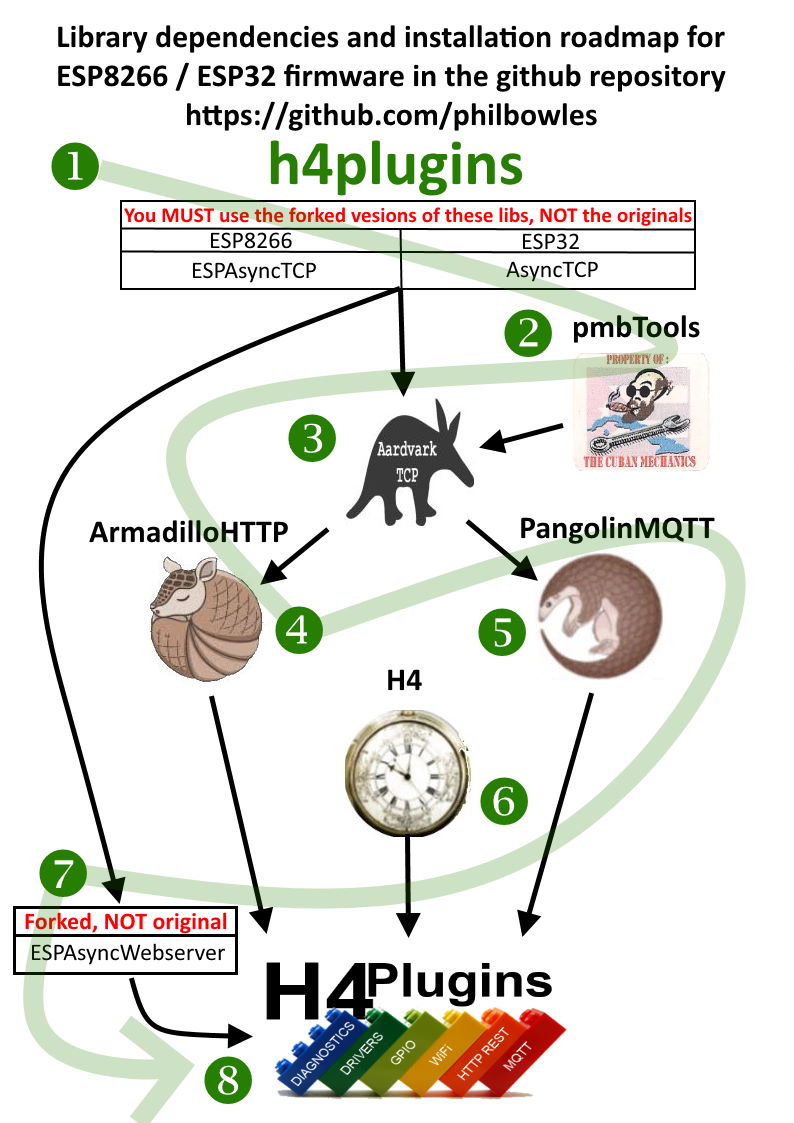 Library dependencies and installation roadmap for
ESP8266 / ESP32 firmware in the github repository
https://github.com/philbowles
1
h4plugins
You MUST use the forked vesions of these libs, NOT the originals
ESP8266 ESP32
ESPAsyncTCP AsyncTCP
2
pmbTools
PROPERTY OF :
THE CUBAN MECHANICS
3
Aardvark
TCP
ArmadilloHTTP
PangolinMQTT
4
5
H4
6
7
Forked, NOT original
ESPAsyncWebserver
H4Plugins
DIAGNOSTICS
DRIVERS
GPIO
WiFi
HTTP REST
MQTT
8